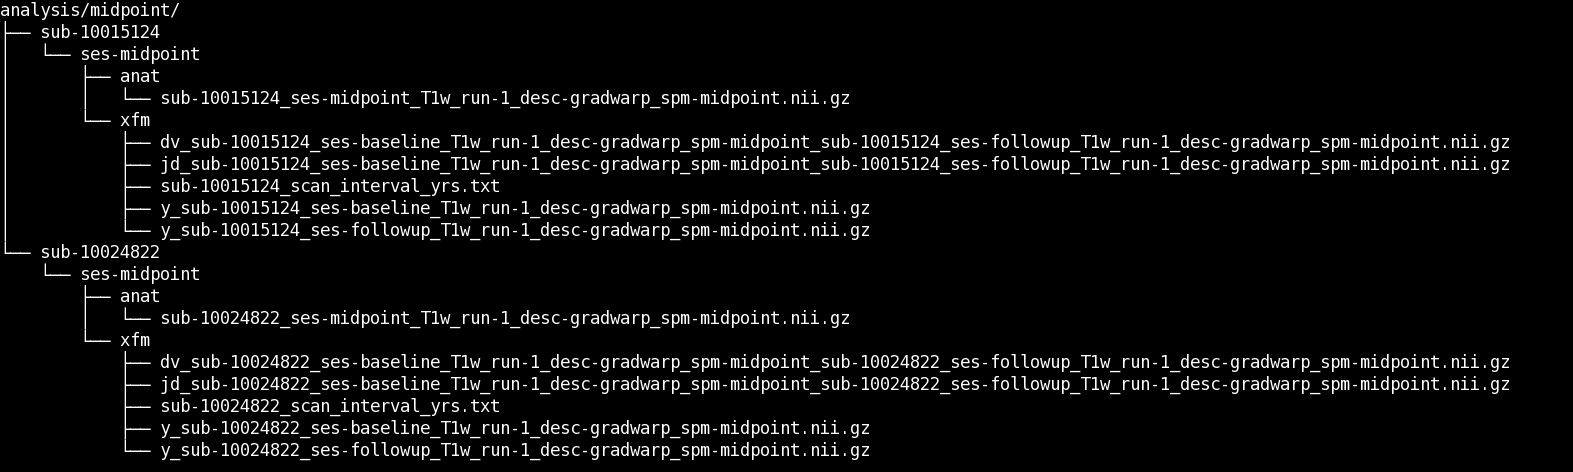 analysis/midpoint/
├── sub-10015124
│   └── ses-midpoint
│       ├── anat
│       │   └── sub-10015124_ses-midpoint_T1w_run-1_desc-gradwarp_spm-midpoint.nii.gz
│       └── xfm
│           ├── dv_sub-10015124_ses-baseline_T1w_run-1_desc-gradwarp_spm-midpoint_sub-10015124_ses-followup_T1w_run-1_desc-gradwarp_spm-midpoint.nii.gz
│           ├── jd_sub-10015124_ses-baseline_T1w_run-1_desc-gradwarp_spm-midpoint_sub-10015124_ses-followup_T1w_run-1_desc-gradwarp_spm-midpoint.nii.gz
│           ├── sub-10015124_scan_interval_yrs.txt
│           ├── y_sub-10015124_ses-baseline_T1w_run-1_desc-gradwarp_spm-midpoint.nii.gz
│           └── y_sub-10015124_ses-followup_T1w_run-1_desc-gradwarp_spm-midpoint.nii.gz
└── sub-10024822
    └── ses-midpoint
        ├── anat
        │   └── sub-10024822_ses-midpoint_T1w_run-1_desc-gradwarp_spm-midpoint.nii.gz
        └── xfm
            ├── dv_sub-10024822_ses-baseline_T1w_run-1_desc-gradwarp_spm-midpoint_sub-10024822_ses-followup_T1w_run-1_desc-gradwarp_spm-midpoint.nii.gz
            ├── jd_sub-10024822_ses-baseline_T1w_run-1_desc-gradwarp_spm-midpoint_sub-10024822_ses-followup_T1w_run-1_desc-gradwarp_spm-midpoint.nii.gz
            ├── sub-10024822_scan_interval_yrs.txt
            ├── y_sub-10024822_ses-baseline_T1w_run-1_desc-gradwarp_spm-midpoint.nii.gz
            └── y_sub-10024822_ses-followup_T1w_run-1_desc-gradwarp_spm-midpoint.nii.gz